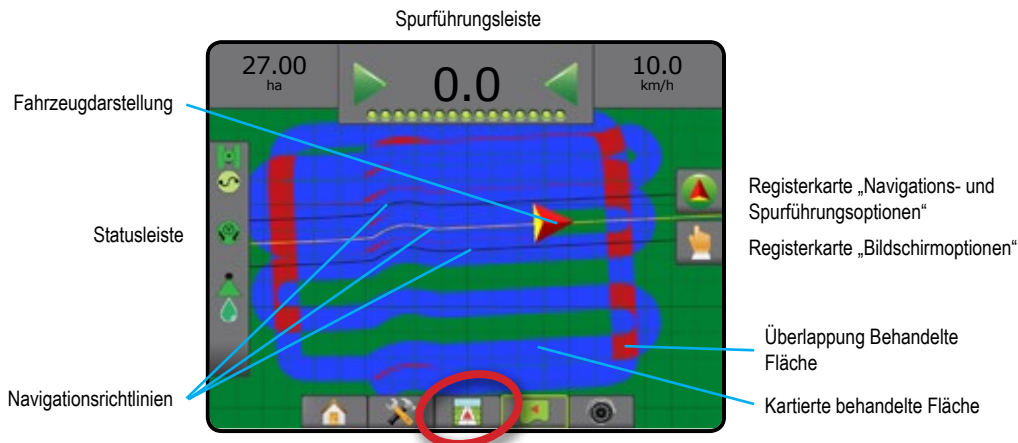 Spurführungsleiste
27.00
ha
0.0
10.0
km/h
Fahrzeugdarstellung
Statusleiste
Navigationsrichtlinien
Registerkarte „Navigations- und
Spurführungsoptionen“
Registerkarte „Bildschirmoptionen“
Überlappung Behandelte
Fläche
Kartierte behandelte Fläche